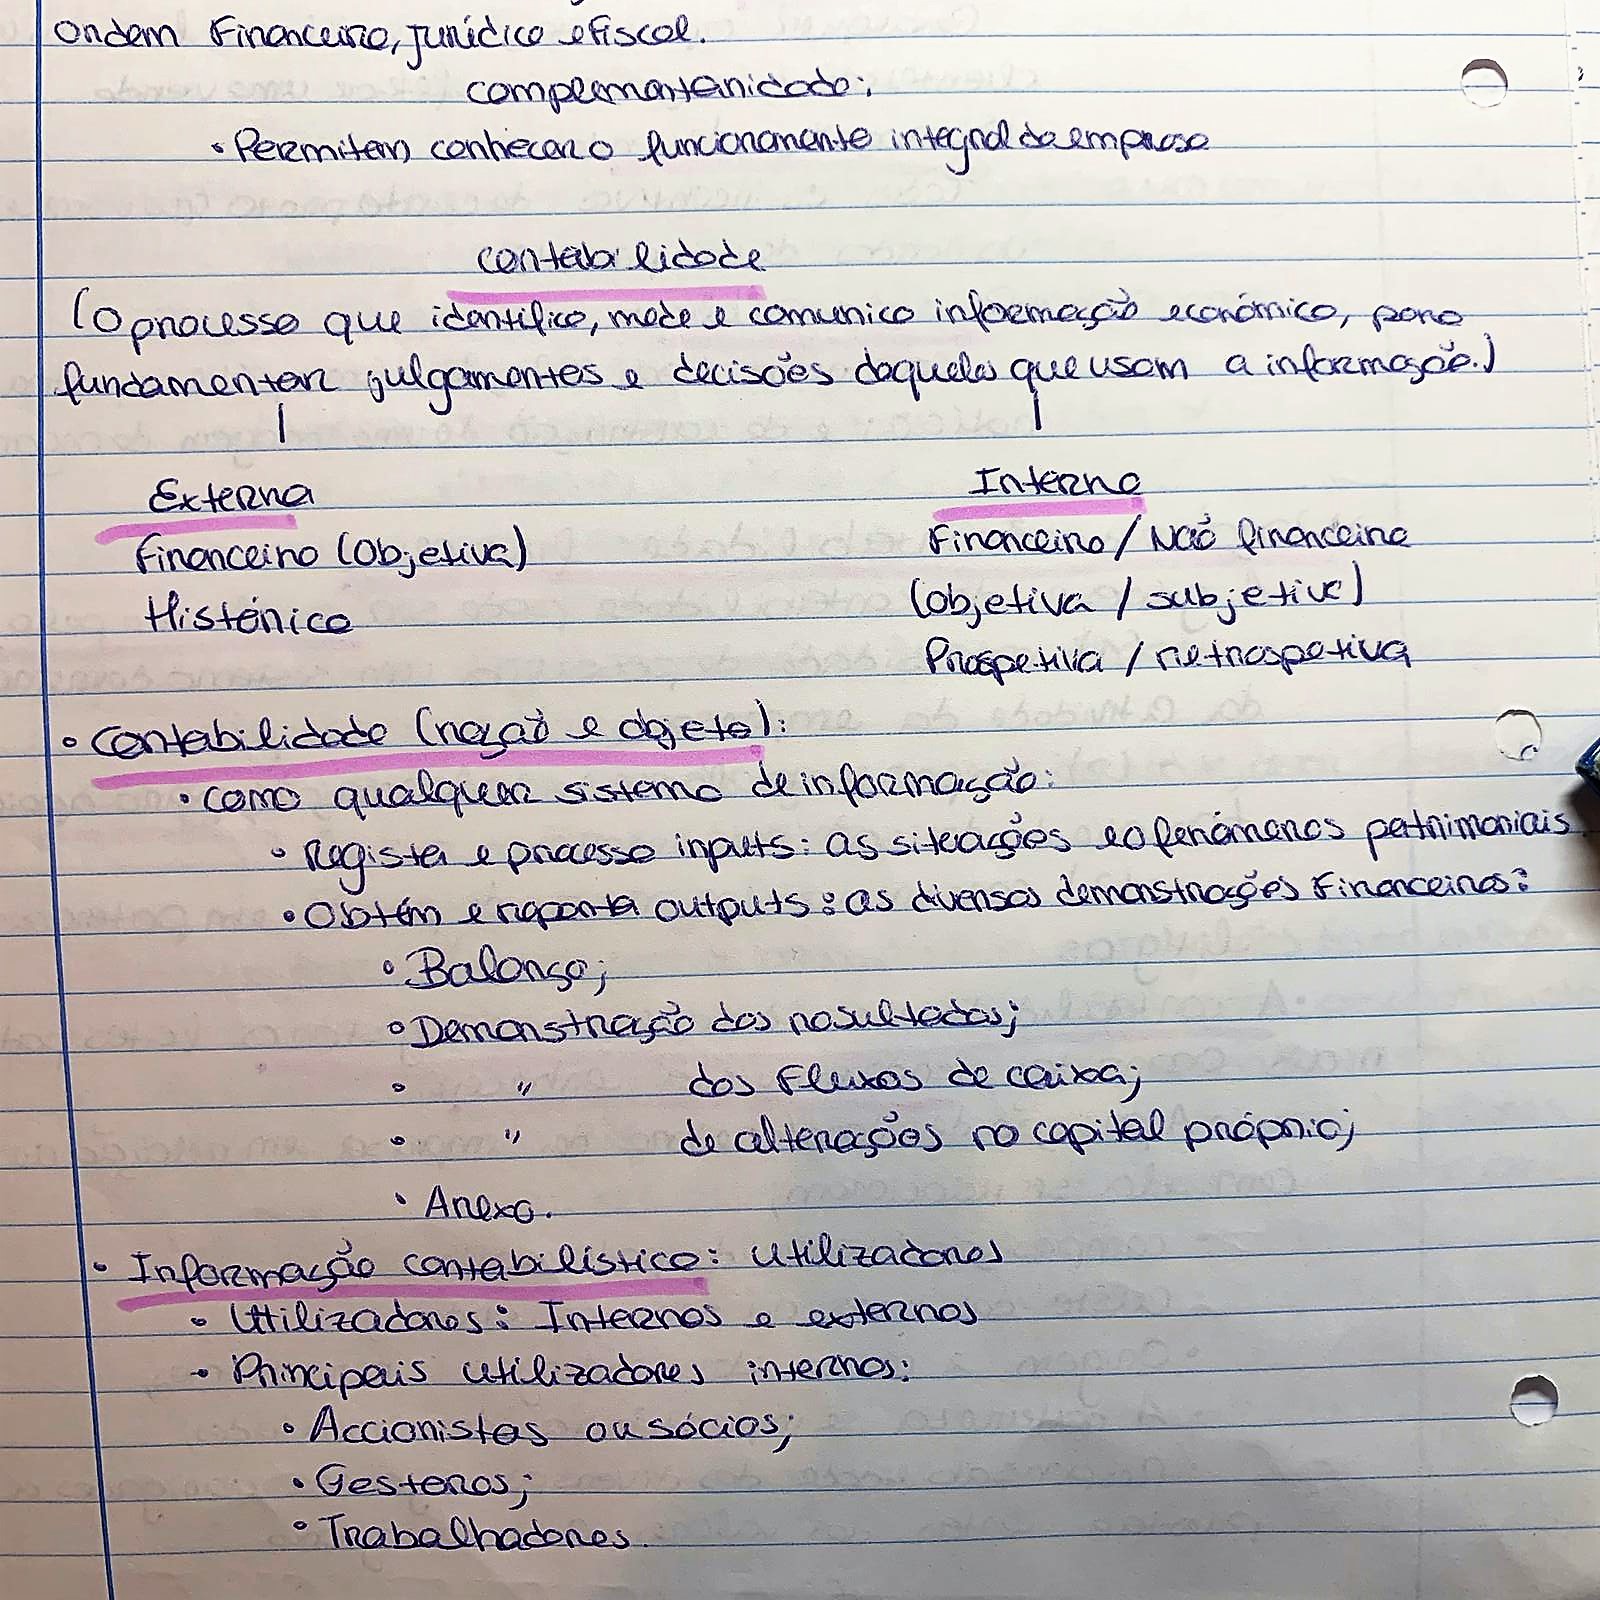 ordem Financeira, jurídica e fiscal.
complementaridade:
• Permitem conhecer o funcionamento integral da empresa
Contabilidade
(O processo que identifica, mede e comunica informação económica, para
fundamentar julgamentos e decisões daqueles que usam a informação.)
Externa Interna
Financeira (Objetiva) Financeira / Não financeira
Histórica (objetiva / subjetiva)
Prospetiva / retrospetiva
• Contabilidade (noção e objeto):
• Como qualquer sistema de informação:
• Regista e processa inputs: as situações e os fenómenos patrimoniais
• Obtém e reporta outputs: as diversas demonstrações Financeiras:
• Balanço;
• Demonstração dos resultados;
• " dos Fluxos de caixa;
• " de alterações no capital próprio;
• Anexo.
• Informação contabilística: Utilizadores
• Utilizadores: Internos e externos
• Principais utilizadores internos:
• Accionistas ou sócios;
• Gestores;
• Trabalhadores.